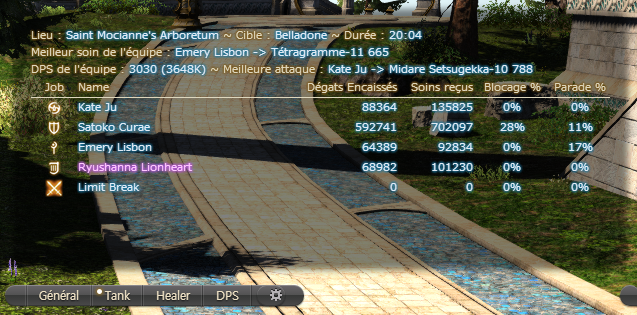 Lieu : Saint Mocianne's Arboretum ~ Cible : Belladone ~ Durée : 20:04
Meilleur soin de l'équipe : Emery Lisbon -> Tétragramme-11 665
DPS de l'équipe : 3030 (3648K) ~ Meilleure attaque : Kate Ju -> Midare Setsugekka-10 788
Job Name Dégats Encaissés Soins reçus Blocage % Parade %
Kate Ju 88364 135825 0% 0%
Satoko Curae 592741 702097 28% 11%
Emery Lisbon 64389 92834 0% 17%
Ryushanna Lionheart 68982 101230 0% 0%
Limit Break 0 0 0% 0%
Général Tank Healer DPS